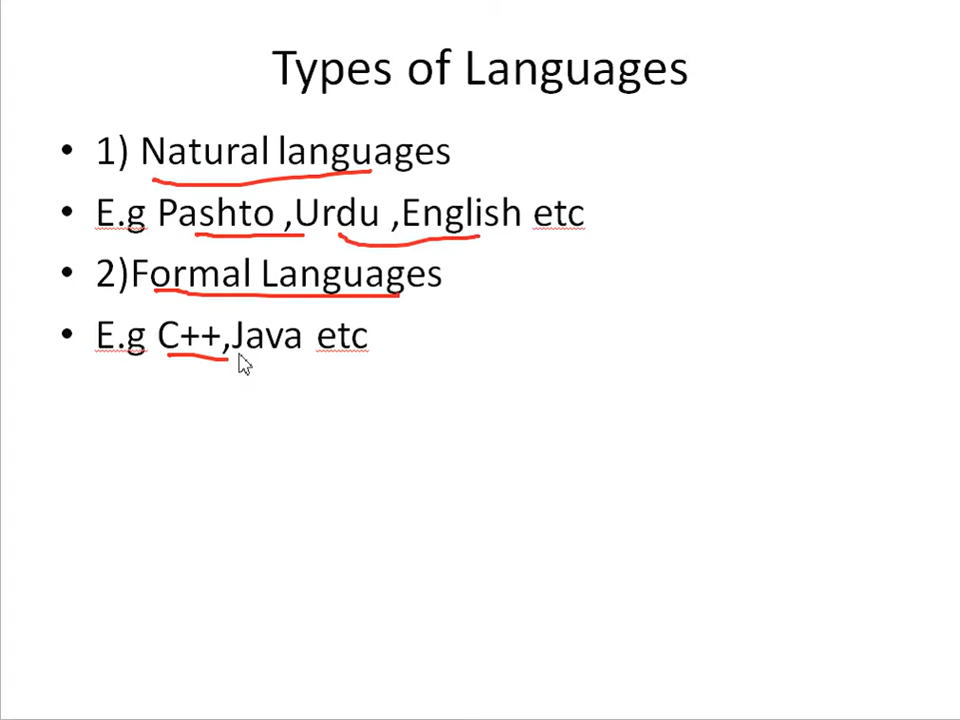 Types of Languages
• 1) Natural languages
• E.g Pashto ,Urdu ,English etc
• 2)Formal Languages
• E.g C++,Java etc